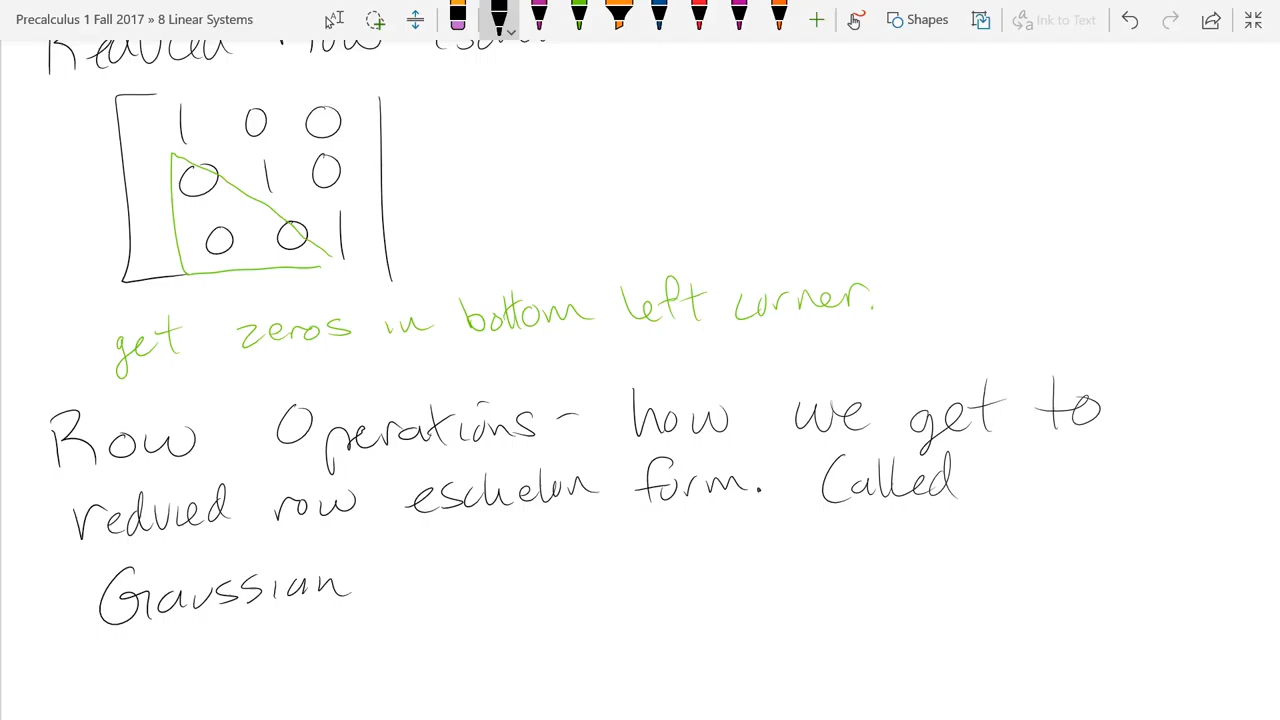 Precalculus 1 Fall 2017 » 8 Linear Systems
Shapes
Ink to Text
Reduced row
1 0 0
0 1 0
0 0 1
get zeros in bottom left corner.
Row Operations - how we get to
reduced row eschelon form. Called
Gaussian